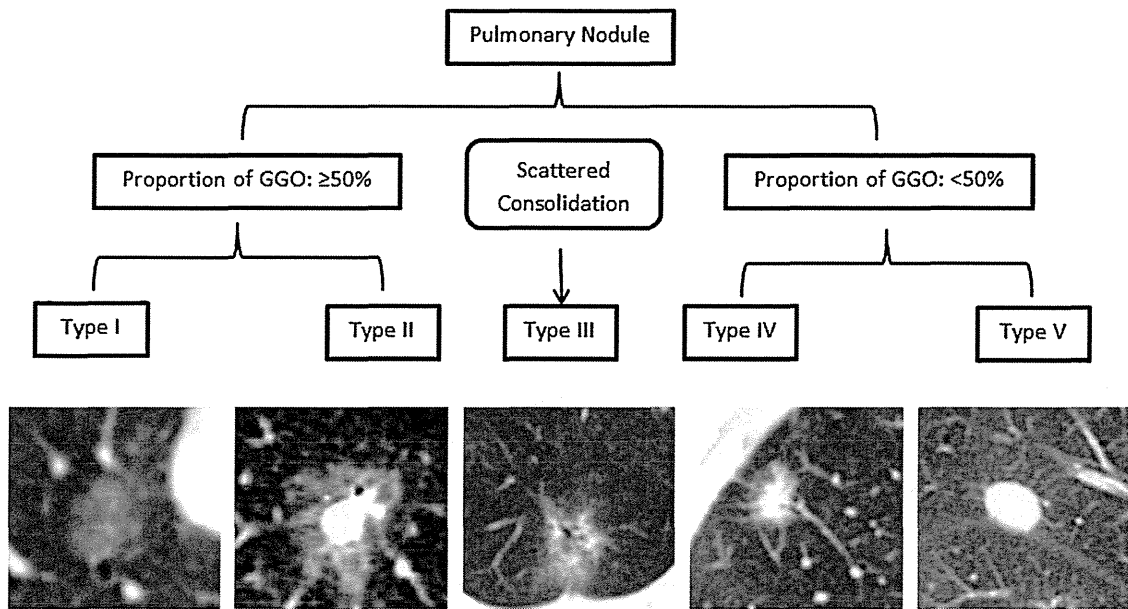 Pulmonary Nodule
Proportion of GGO: ≥50%
Scattered
Consolidation
Proportion of GGO: <50%
Type I
Type II
Type III
Type IV
Type V